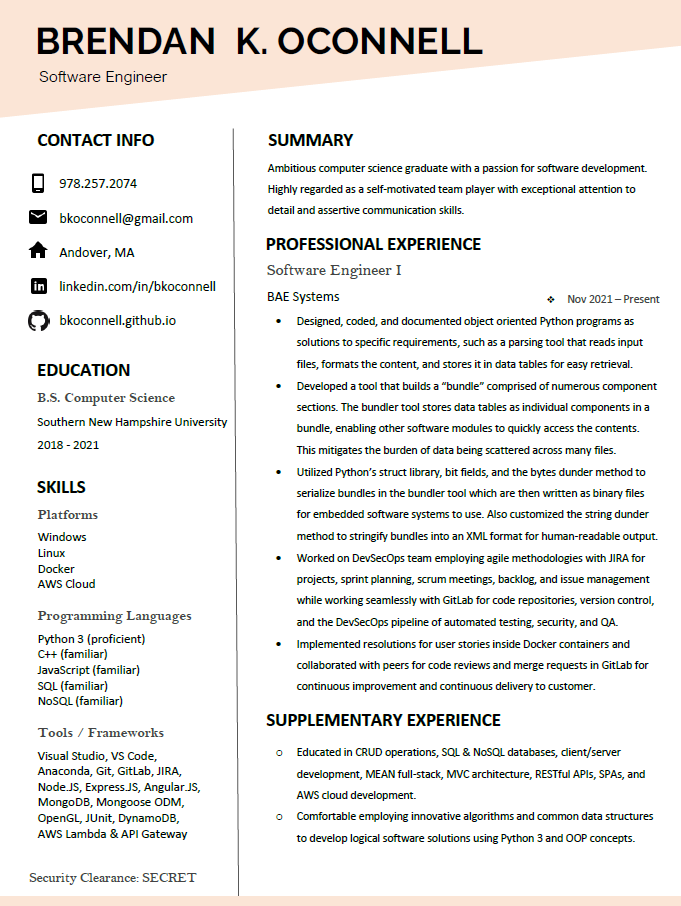 BRENDAN K. OCONNELL
Software Engineer
CONTACT INFO
978.257.2074
bkoconnell@gmail.com
Andover, MA
linkedin.com/in/bkoconnell
bkoconnell.github.io
EDUCATION
B.S. Computer Science
Southern New Hampshire University
2018 - 2021
SKILLS
Platforms
Windows
Linux
Docker
AWS Cloud
Programming Languages
Python 3 (proficient)
C++ (familiar)
JavaScript (familiar)
SQL (familiar)
NoSQL (familiar)
Tools / Frameworks
Visual Studio, VS Code,
Anaconda, Git, GitLab, JIRA,
Node.JS, Express.JS, Angular.JS,
MongoDB, Mongoose ODM,
OpenGL, JUnit, DynamoDB,
AWS Lambda & API Gateway
Security Clearance: SECRET
SUMMARY
Ambitious computer science graduate with a passion for software development.
Highly regarded as a self-motivated team player with exceptional attention to
detail and assertive communication skills.
PROFESSIONAL EXPERIENCE
Software Engineer I
BAE Systems
❖ Nov 2021 – Present
• Designed, coded, and documented object oriented Python programs as
solutions to specific requirements, such as a parsing tool that reads input
files, formats the content, and stores it in data tables for easy retrieval.
• Developed a tool that builds a “bundle” comprised of numerous component
sections. The bundler tool stores data tables as individual components in a
bundle, enabling other software modules to quickly access the contents.
This mitigates the burden of data being scattered across many files.
• Utilized Python’s struct library, bit fields, and the bytes dunder method to
serialize bundles in the bundler tool which are then written as binary files
for embedded software systems to use. Also customized the string dunder
method to stringify bundles into an XML format for human-readable output.
• Worked on DevSecOps team employing agile methodologies with JIRA for
projects, sprint planning, scrum meetings, backlog, and issue management
while working seamlessly with GitLab for code repositories, version control,
and the DevSecOps pipeline of automated testing, security, and QA.
• Implemented resolutions for user stories inside Docker containers and
collaborated with peers for code reviews and merge requests in GitLab for
continuous improvement and continuous delivery to customer.
SUPPLEMENTARY EXPERIENCE
○ Educated in CRUD operations, SQL & NoSQL databases, client/server
development, MEAN full-stack, MVC architecture, RESTful APIs, SPAs, and
AWS cloud development.
○ Comfortable employing innovative algorithms and common data structures
to develop logical software solutions using Python 3 and OOP concepts.